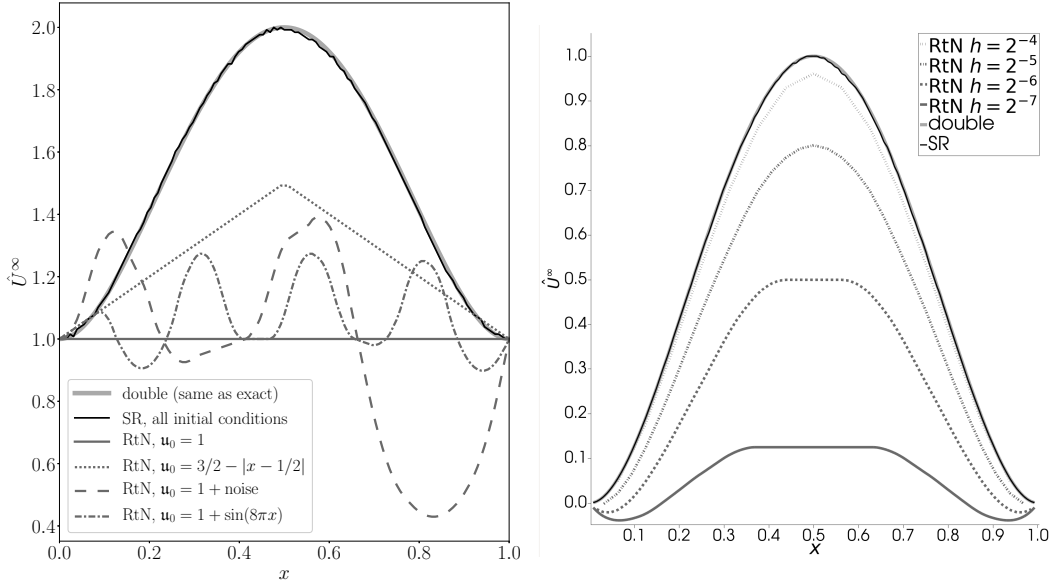 2.0
1.8
1.6
1.4
1.2
1.0
0.8
0.6
0.4
Û^∞
0.0 0.2 0.4 0.6 0.8 1.0
x
double (same as exact)
SR, all initial conditions
RtN, 𝔲₀ = 1
RtN, 𝔲₀ = 3/2 − |x − 1/2|
RtN, 𝔲₀ = 1 + noise
RtN, 𝔲₀ = 1 + sin(8πx)
1.0
0.9
0.8
0.7
0.6
0.5
0.4
0.3
0.2
0.1
0.0
Û^∞
0.1 0.2 0.3 0.4 0.5 0.6 0.7 0.8 0.9 1.0
x
RtN h = 2⁻⁴
RtN h = 2⁻⁵
RtN h = 2⁻⁶
RtN h = 2⁻⁷
double
SR